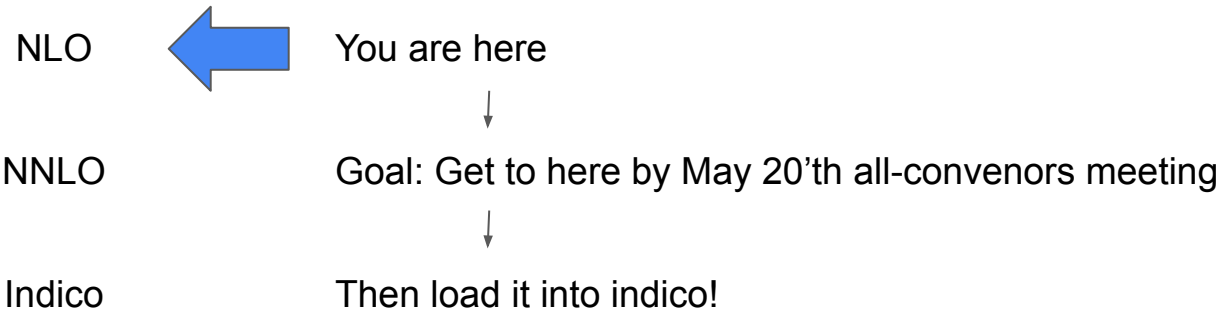 NLO You are here
NNLO Goal: Get to here by May 20’th all-convenors meeting
Indico Then load it into indico!